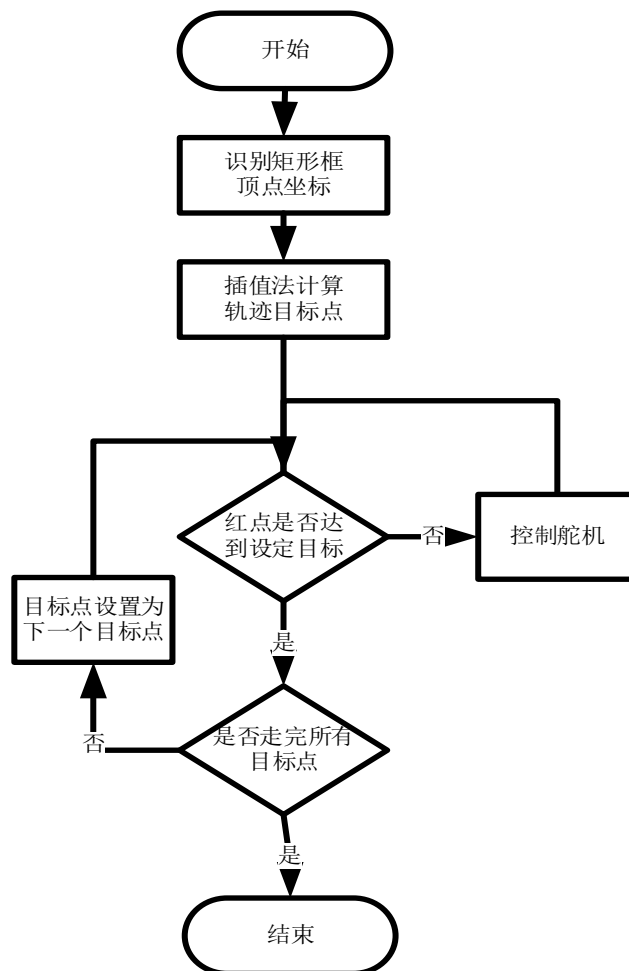 开始
识别矩形框
顶点坐标
插值法计算
轨迹目标点
红点是否达
到设定目标
否
控制舵机
目标点设置为
下一个目标点
是
否
是否走完所有
目标点
是
结束